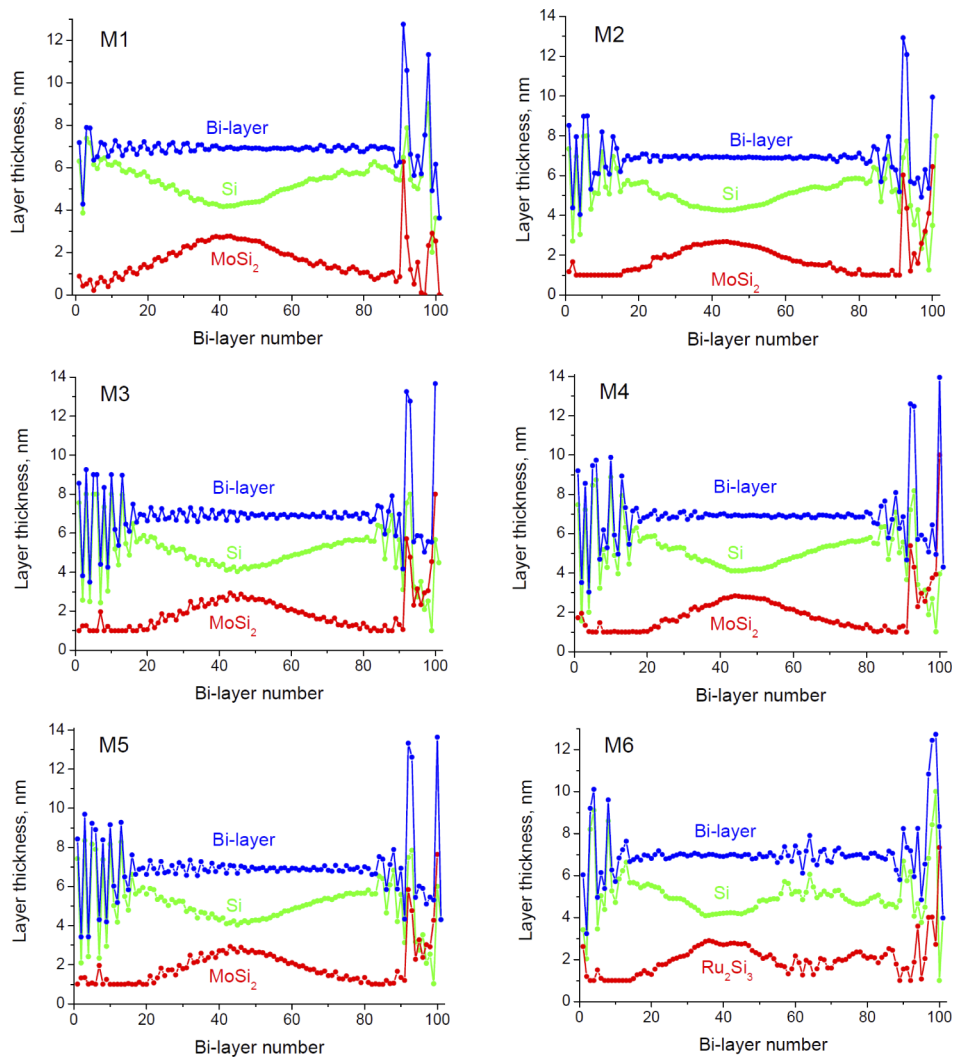 M1
14
12
10
8
6
4
2
0
Layer thickness, nm
Bi-layer
Si
MoSi2
0 20 40 60 80 100
Bi-layer number
M2
14
12
10
8
6
4
2
0
Layer thickness, nm
Bi-layer
Si
MoSi2
0 20 40 60 80 100
Bi-layer number
M3
14
12
10
8
6
4
2
0
Layer thickness, nm
Bi-layer
Si
MoSi2
0 20 40 60 80 100
Bi-layer number
M4
14
12
10
8
6
4
2
0
Layer thickness, nm
Bi-layer
Si
MoSi2
0 20 40 60 80 100
Bi-layer number
M5
14
12
10
8
6
4
2
0
Layer thickness, nm
Bi-layer
Si
MoSi2
0 20 40 60 80 100
Bi-layer number
M6
12
10
8
6
4
2
0
Layer thickness, nm
Bi-layer
Si
Ru2Si3
0 20 40 60 80 100
Bi-layer number